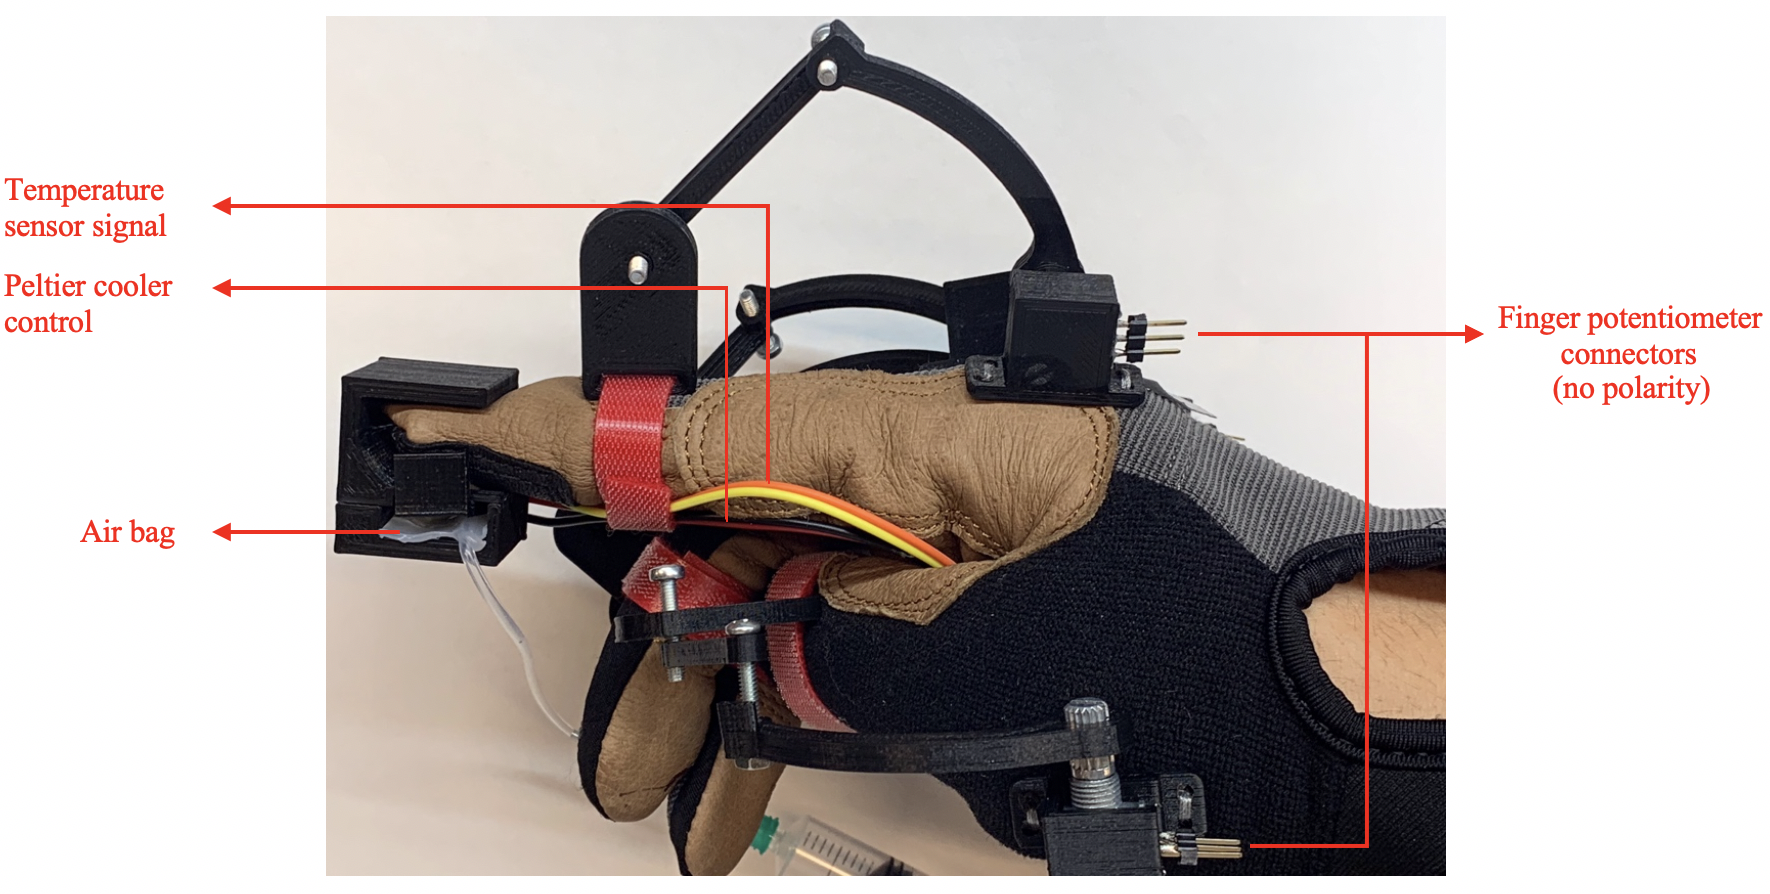 Temperature
sensor signal
Peltier cooler
control
Air bag
Finger potentiometer
connectors
(no polarity)